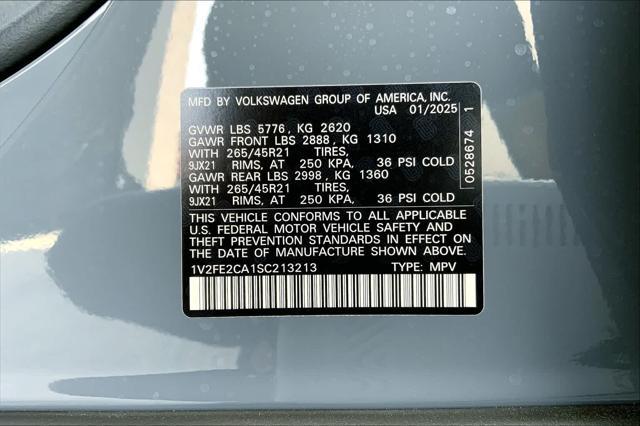 MFD BY VOLKSWAGEN GROUP OF AMERICA, INC.
USA 01/2025
GVWR LBS 5776 , KG 2620
GAWR FRONT LBS 2888 , KG 1310
WITH 265/45R21 TIRES,
9JX21 RIMS, AT 250 KPA, 36 PSI COLD
GAWR REAR LBS 2998 , KG 1360
WITH 265/45R21 TIRES,
9JX21 RIMS, AT 250 KPA, 36 PSI COLD
THIS VEHICLE CONFORMS TO ALL APPLICABLE
U.S. FEDERAL MOTOR VEHICLE SAFETY AND
THEFT PREVENTION STANDARDS IN EFFECT ON
THE DATE OF MANUFACTURE SHOWN ABOVE.
1V2FE2CA1SC213213 TYPE: MPV
0528674 1